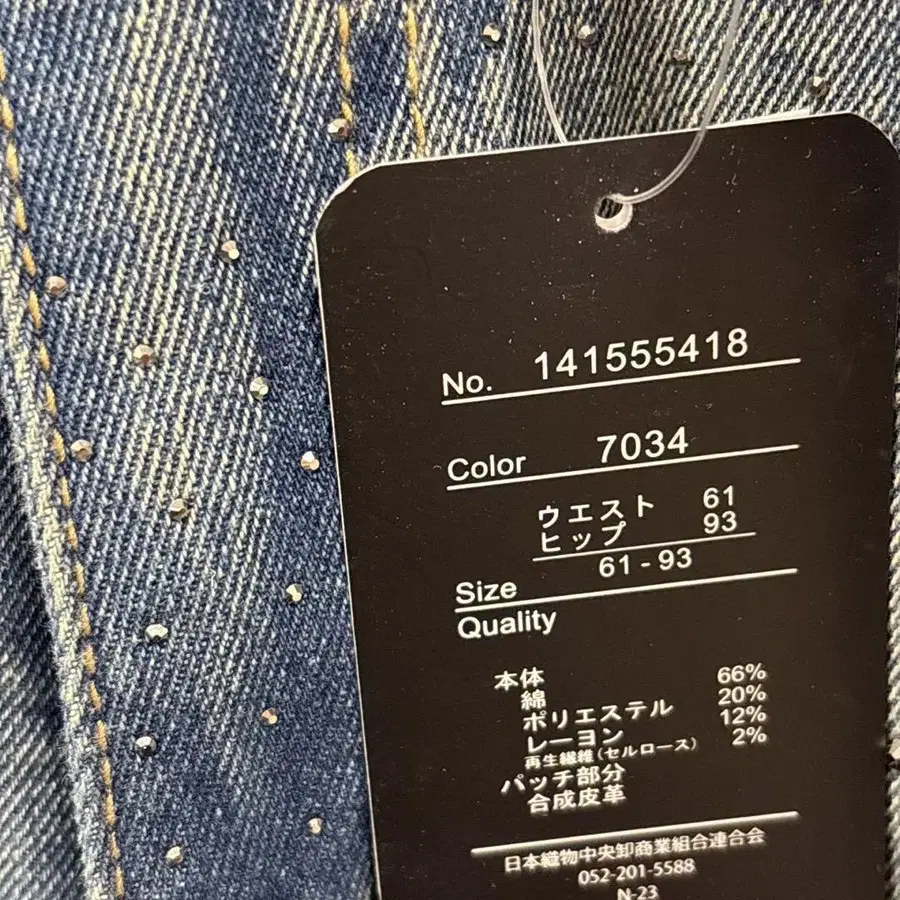 No. 141555418
Color 7034
ウエスト 61
ヒップ 93
61-93
Size
Quality
本体
綿 66%
ポリエステル 20%
レーヨン 12%
再生繊維(セルロース) 2%
パッチ部分
合成皮革
日本織物中央卸商業組合連合会
052-201-5588
N-23